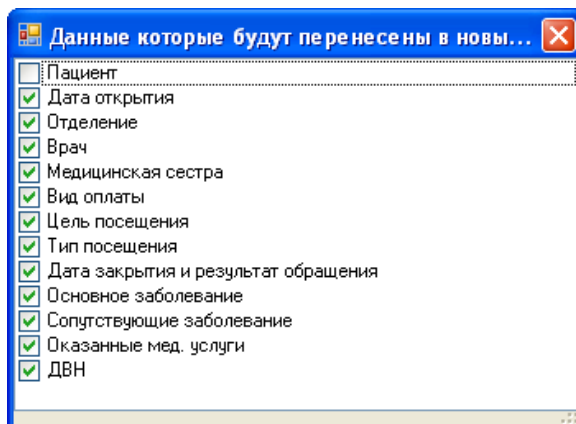 Данные которые будут перенесены в новы...
Пациент
Дата открытия
Отделение
Врач
Медицинская сестра
Вид оплаты
Цель посещения
Тип посещения
Дата закрытия и результат обращения
Основное заболевание
Сопутствующие заболевание
Оказанные мед. услуги
ДВН